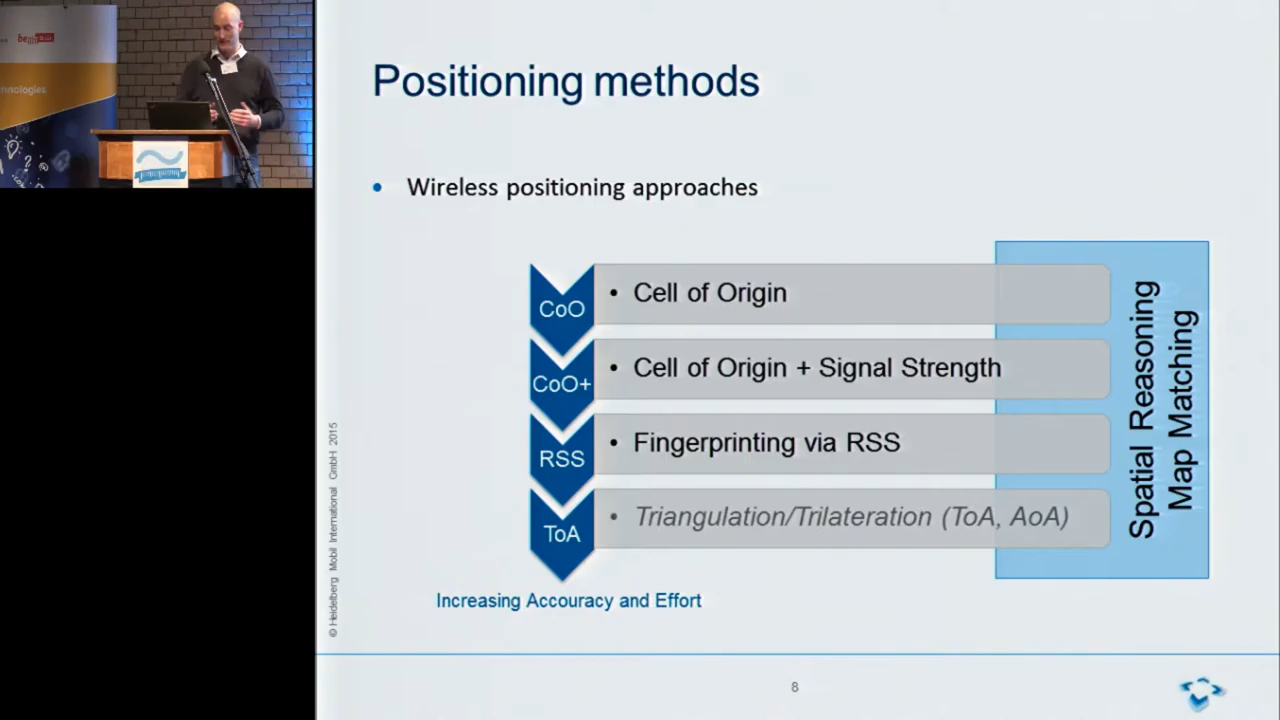 Positioning methods
• Wireless positioning approaches
CoO
• Cell of Origin
CoO+
• Cell of Origin + Signal Strength
RSS
• Fingerprinting via RSS
ToA
• Triangulation/Trilateration (ToA, AoA)
Spatial Reasoning
Map Matching
Increasing Accouracy and Effort
© Heidelberg Mobil International GmbH 2015
8
nnologies